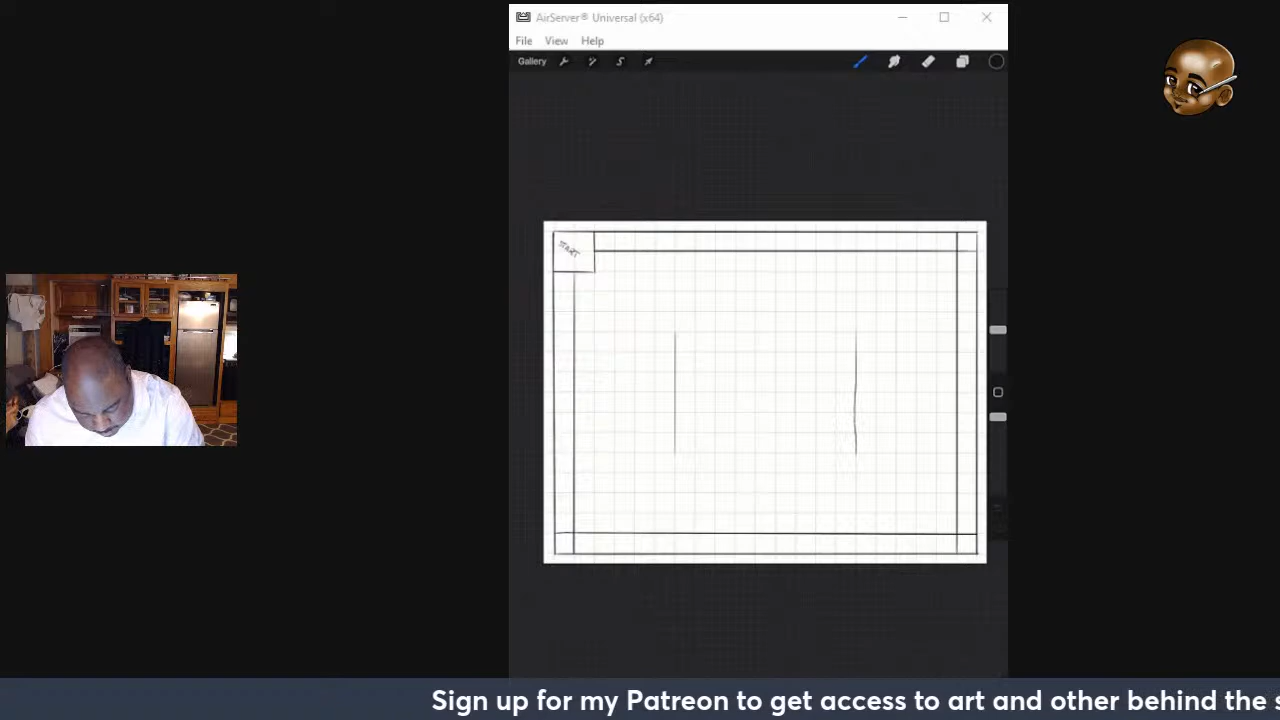 AirServer® Universal (x64)
File View Help
Gallery
START
Sign up for my Patreon to get access to art and other behind the s